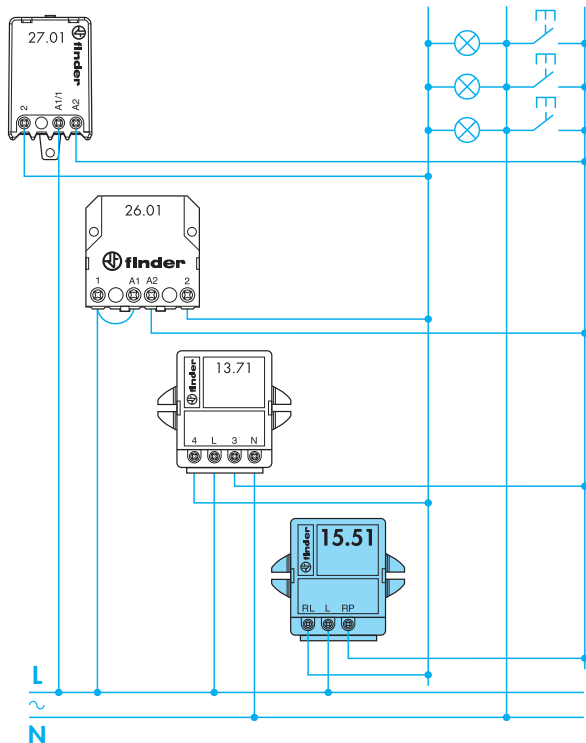 27.01
finder
2 A1/1 A2
26.01
finder
1 A1 A2 2
finder
13.71
4 L 3 N
finder
15.51
RL L RP
L
~
N